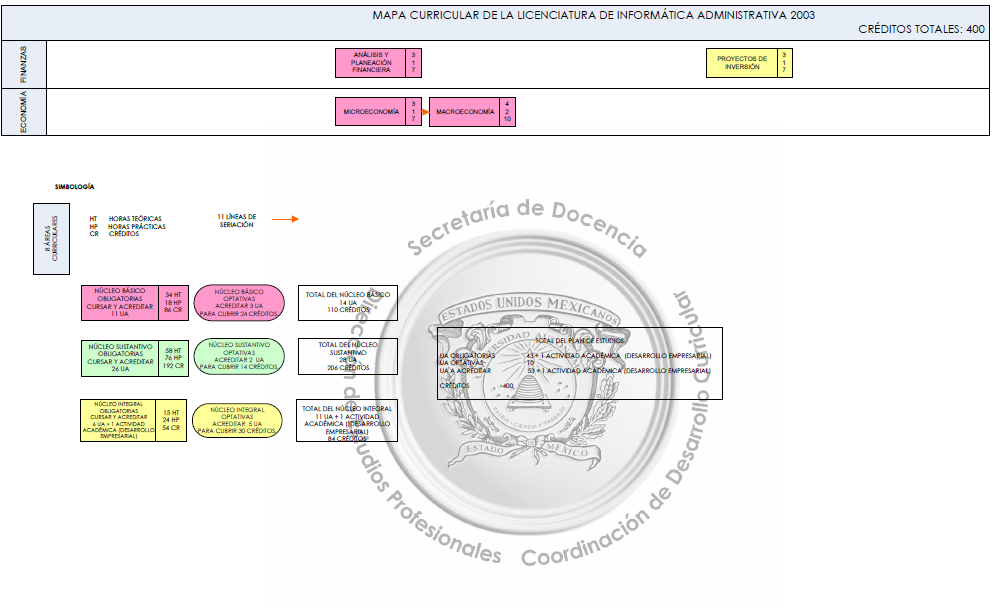 MAPA CURRICULAR DE LA LICENCIATURA DE INFORMÁTICA ADMINISTRATIVA 2003
CRÉDITOS TOTALES: 400
FINANZAS
ANÁLISIS Y
PLANEACIÓN
FINANCIERA
3
1
7
PROYECTOS DE
INVERSIÓN
3
1
7
ECONOMÍA
MICROECONOMÍA
3
1
7
MACROECONOMÍA
4
2
10
SIMBOLOGÍA
8 ÁREAS
CURRICULARES
HT HORAS TEÓRICAS
HP HORAS PRÁCTICAS
CR CRÉDITOS
11 LÍNEAS DE
SERIACIÓN
NÚCLEO BÁSICO
OBLIGATORIAS
CURSAR Y ACREDITAR
11 UA
34 HT
18 HP
86 CR
NÚCLEO BÁSICO
OPTATIVAS
ACREDITAR 3 UA
PARA CUBRIR 24 CRÉDITOS
TOTAL DEL NÚCLEO BÁSICO
14 UA
110 CRÉDITOS
NÚCLEO SUSTANTIVO
OBLIGATORIAS
CURSAR Y ACREDITAR
26 UA
58 HT
76 HP
192 CR
NÚCLEO SUSTANTIVO
OPTATIVAS
ACREDITAR 2 UA
PARA CUBRIR 14 CRÉDITOS
TOTAL DEL NÚCLEO
SUSTANTIVO
28 UA
206 CRÉDITOS
NÚCLEO INTEGRAL
OBLIGATORIAS
CURSAR Y ACREDITAR
6 UA + 1 ACTIVIDAD
ACADÉMICA (DESARROLLO
EMPRESARIAL)
15 HT
24 HP
54 CR
NÚCLEO INTEGRAL
OPTATIVAS
ACREDITAR 5 UA
PARA CUBRIR 30 CRÉDITOS
TOTAL DEL NÚCLEO INTEGRAL
11 UA + 1 ACTIVIDAD
ACADÉMICA (DESARROLLO
EMPRESARIAL)
84 CRÉDITOS
TOTAL DEL PLAN DE ESTUDIOS
UA OBLIGATORIAS 43 + 1 ACTIVIDAD ACADÉMICA (DESARROLLO EMPRESARIAL)
UA OPTATIVAS 10
UA A ACREDITAR 53 + 1 ACTIVIDAD ACADÉMICA (DESARROLLO EMPRESARIAL)
CRÉDITOS 400
Secretaría de Docencia
Profesionales
Coordinación de Desarrollo Curricular
ESTADOS UNIDOS MEXICANOS
ESTADO
MÉXICO